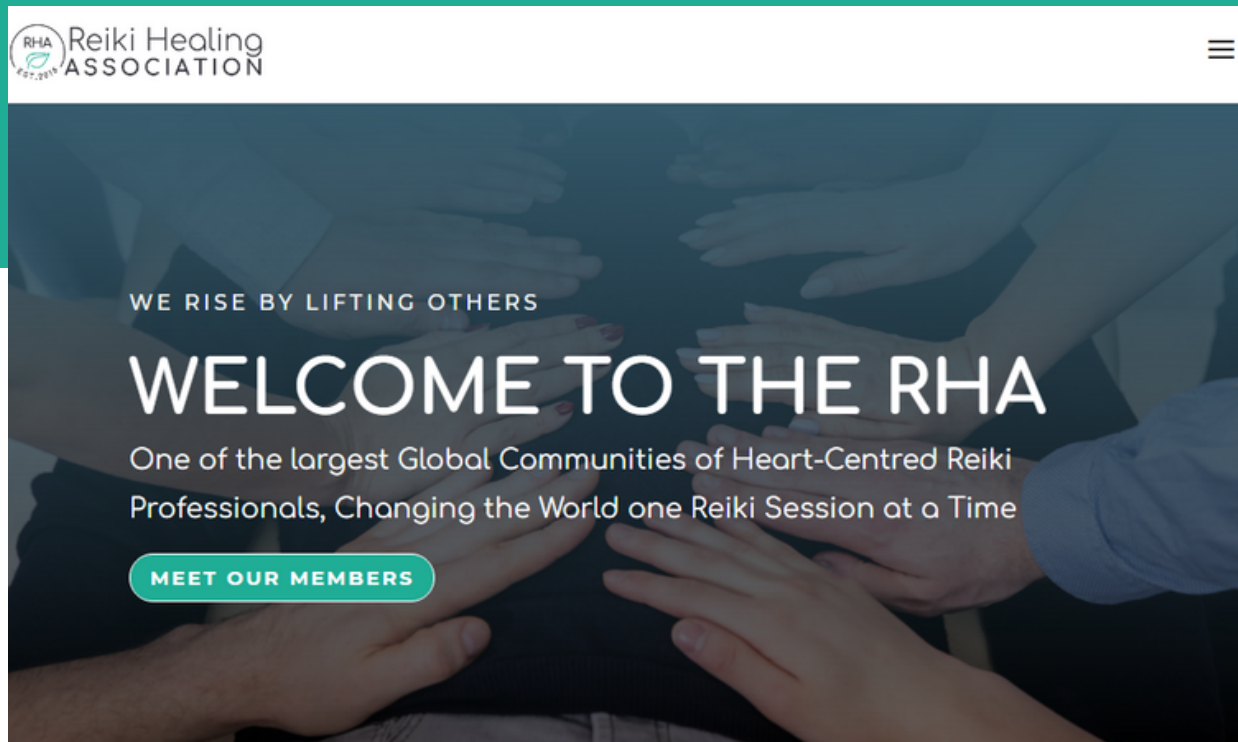 RHA
EST.2015
Reiki Healing
ASSOCIATION
WE RISE BY LIFTING OTHERS
WELCOME TO THE RHA
One of the largest Global Communities of Heart-Centred Reiki
Professionals, Changing the World one Reiki Session at a Time
MEET OUR MEMBERS